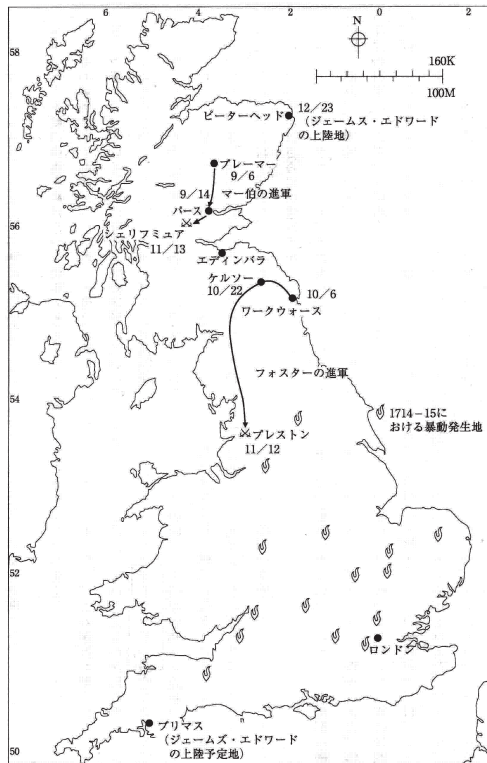 6
4
2
0
2
58
N
160K
100M
ピーターヘッド
12/23
(ジェームス・エドワード
の上陸地)
ブレーマー
9/6
9/14
マー伯の進軍
パース
シェリフミュア
11/13
56
エディンバラ
ケルソー
10/22
10/6
ワークウォース
フォスターの進軍
54
1714-15に
おける暴動発生地
プレストン
11/12
52
ロンドン
プリマス
(ジェームズ・エドワード
の上陸予定地)
50
6
4
2
0
2